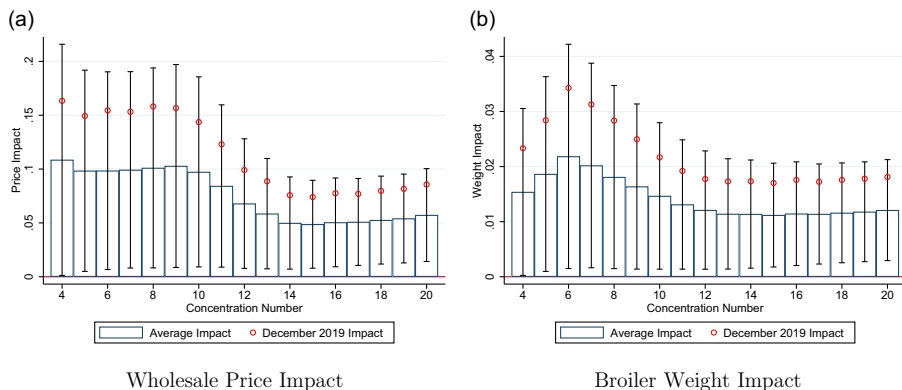 (a)
Price Impact
.2
.15
.1
.05
0
4 6 8 10 12 14 16 18 20
Concentration Number
Average Impact December 2019 Impact
Wholesale Price Impact
(b)
Weight Impact
.04
.03
.02
.01
0
4 6 8 10 12 14 16 18 20
Concentration Number
Average Impact December 2019 Impact
Broiler Weight Impact